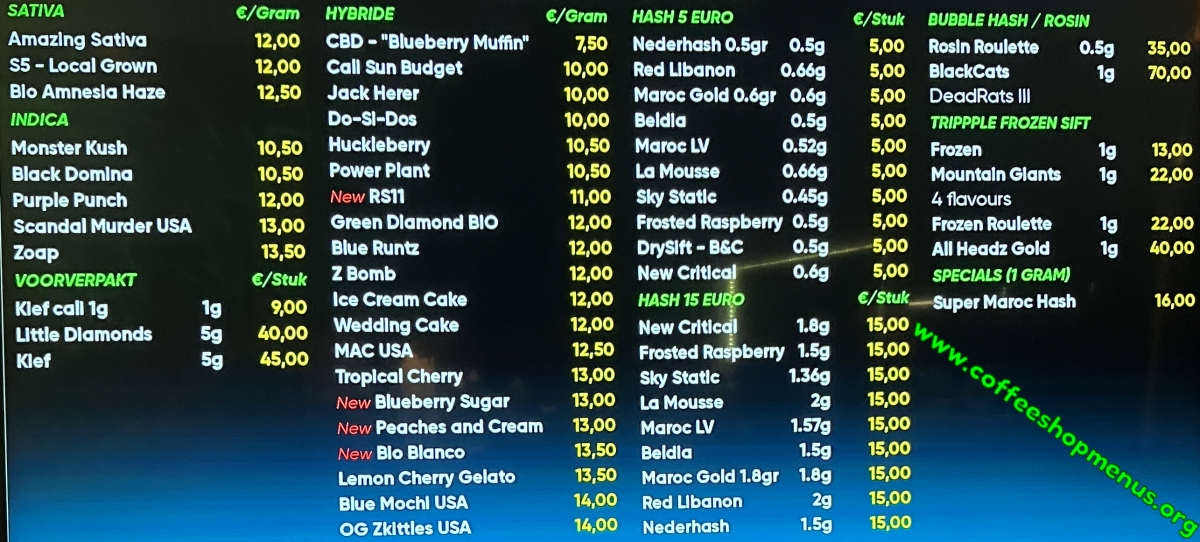 SATIVA €/Gram
Amazing Sativa 12,00
S5 - Local Grown 12,00
Bio Amnesia Haze 12,50
INDICA
Monster Kush 10,50
Black Domina 10,50
Purple Punch 12,00
Scandal Murder USA 13,00
Zoap 13,50
VOORVERPAKT €/Stuk
Kief cali 1g 1g 9,00
Little Diamonds 5g 40,00
Kief 5g 45,00
HYBRIDE €/Gram
CBD - "Blueberry Muffin" 7,50
Cali Sun Budget 10,00
Jack Herer 10,00
Do-Si-Dos 10,00
Huckleberry 10,50
Power Plant 10,50
New RS11 11,00
Green Diamond BIO 12,00
Blue Runtz 12,00
Z Bomb 12,00
Ice Cream Cake 12,00
Wedding Cake 12,00
MAC USA 12,50
Tropical Cherry 13,00
New Blueberry Sugar 13,00
New Peaches and Cream 13,00
New Bio Blanco 13,50
Lemon Cherry Gelato 13,50
Blue Mochi USA 14,00
OG Zkittles USA 14,00
HASH 5 EURO €/Stuk
Nederhash 0.5gr 0.5g 5,00
Red Libanon 0.66g 5,00
Maroc Gold 0.6gr 0.6g 5,00
Beldia 0.5g 5,00
Maroc LV 0.52g 5,00
La Mousse 0.66g 5,00
Sky Static 0.45g 5,00
Frosted Raspberry 0.5g 5,00
DrySift - B&C 0.5g 5,00
New Critical 0.6g 5,00
HASH 15 EURO €/Stuk
New Critical 1.8g 15,00
Frosted Raspberry 1.5g 15,00
Sky Static 1.36g 15,00
La Mousse 2g 15,00
Maroc LV 1.57g 15,00
Beldia 1.5g 15,00
Maroc Gold 1.8gr 1.8g 15,00
Red Libanon 2g 15,00
Nederhash 1.5g 15,00
BUBBLE HASH / ROSIN
Rosin Roulette 0.5g 35,00
BlackCats 1g 70,00
DeadRats III
TRIPPPLE FROZEN SIFT
Frozen 1g 13,00
Mountain Giants 1g 22,00
4 flavours
Frozen Roulette 1g 22,00
All Headz Gold 1g 40,00
SPECIALS (1 GRAM)
Super Maroc Hash 16,00
www.coffeeshopmenus.org